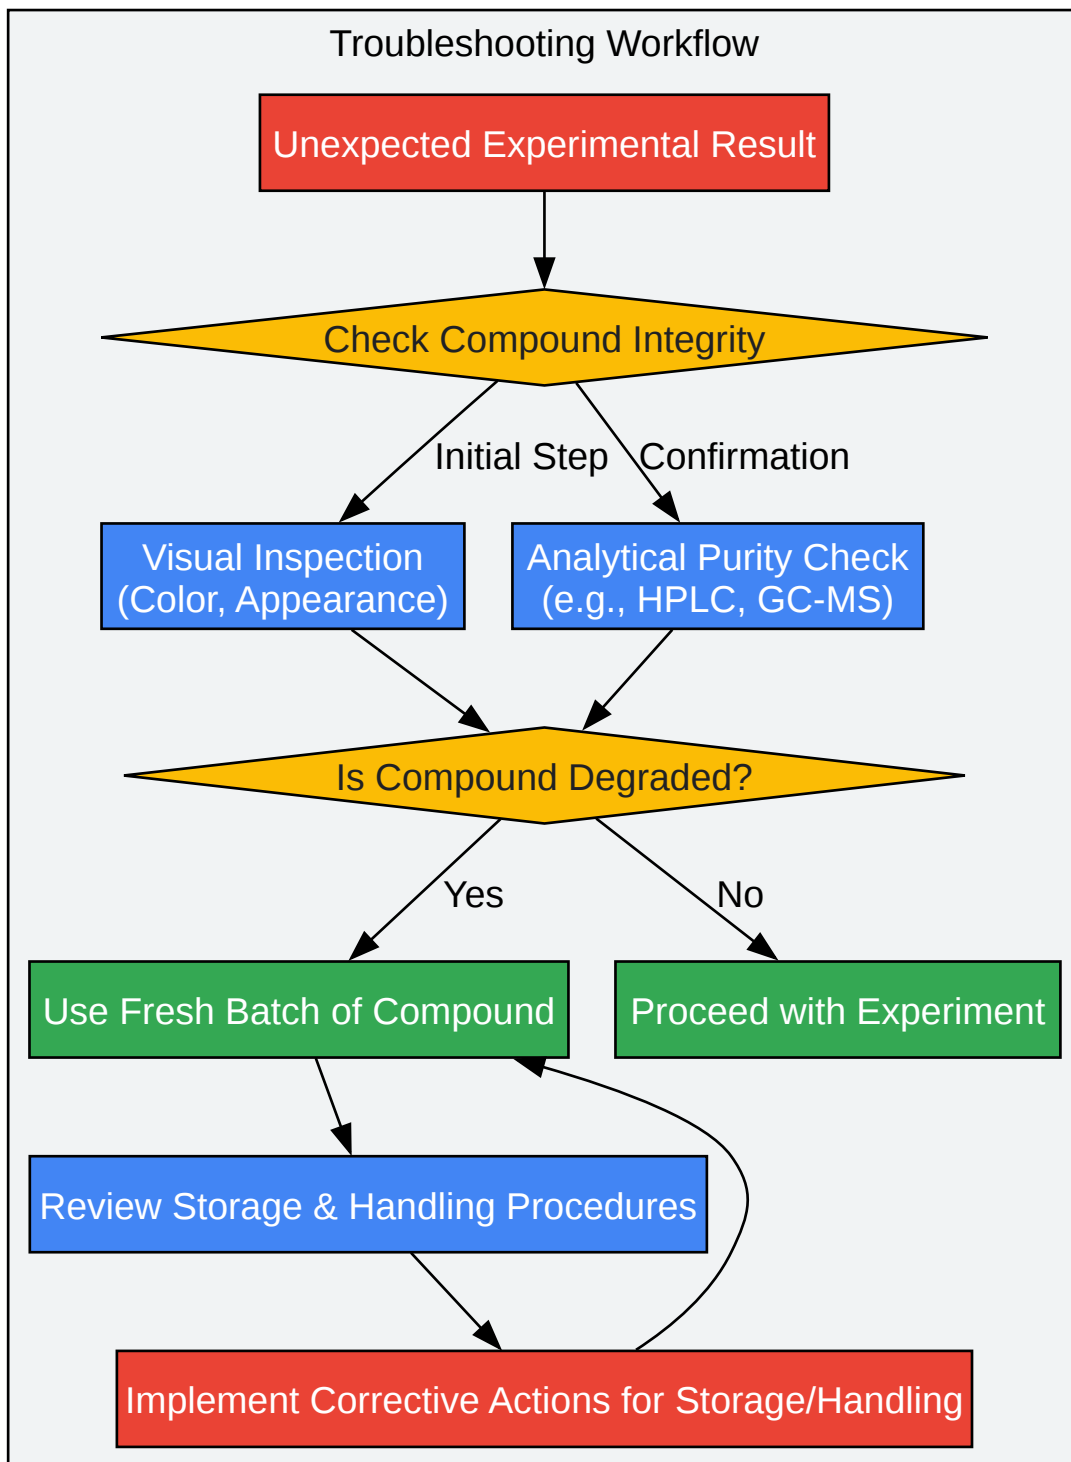 Troubleshooting Workflow
Unexpected Experimental Result
Check Compound Integrity
Initial Step
Confirmation
Visual Inspection
(Color, Appearance)
Analytical Purity Check
(e.g., HPLC, GC-MS)
Is Compound Degraded?
Yes
No
Use Fresh Batch of Compound
Proceed with Experiment
Review Storage & Handling Procedures
Implement Corrective Actions for Storage/Handling